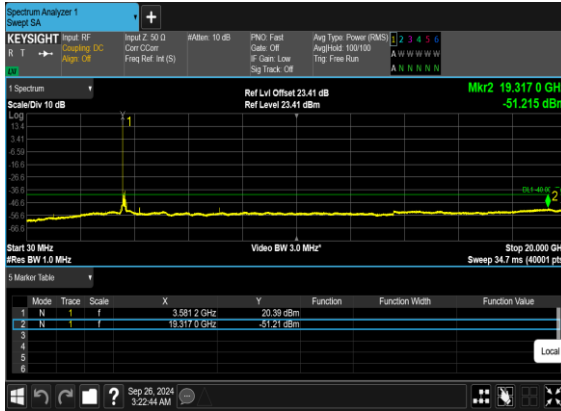 Spectrum Analyzer 1
Swept SA
+
KEYSIGHT Input: RF Input Z: 50 Ω #Atten: 10 dB PNO: Fast Avg Type: Power (RMS) 1 2 3 4 5 6
R T Coupling: DC Corr CCorr Gate: Off Avg|Hold: 100/100 A W W W W W
Align: Off Freq Ref: Int (S) IF Gain: Low Trig: Free Run
Sig Track: Off A N N N N N
1 Spectrum Ref Lvl Offset 23.41 dB Mkr2 19.317 0 GH
Scale/Div 10 dB Ref Level 23.41 dBm -51.215 dB
Log
1
13.4
3.41
-6.59
-16.6
-26.6
-36.6 DL1 -40.0
2
-46.6
-56.6
-66.6
Start 30 MHz Video BW 3.0 MHz* Stop 20.000 G
#Res BW 1.0 MHz Sweep 34.7 ms (40001 pts
5 Marker Table
Mode Trace Scale X Y Function Function Width Function Value
1 N 1 f 3.581 2 GHz 20.39 dBm
2 N 1 f 19.317 0 GHz -51.21 dBm
3
4
5
6
Local
? Sep 26, 2024
3:22:44 AM